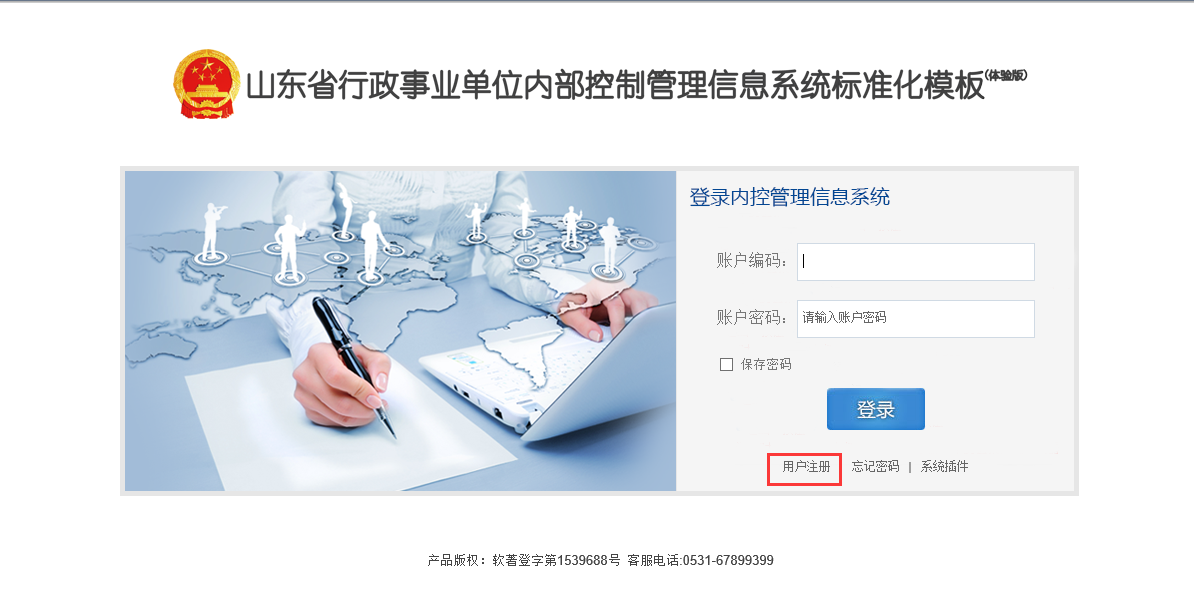 山东省行政事业单位内部控制管理信息系统标准化模板(体验版)
登录内控管理信息系统
账户编码：
账户密码： 请输入账户密码
保存密码
登录
用户注册 忘记密码 | 系统插件
产品版权：软著登字第1539688号 客服电话:0531-67899399